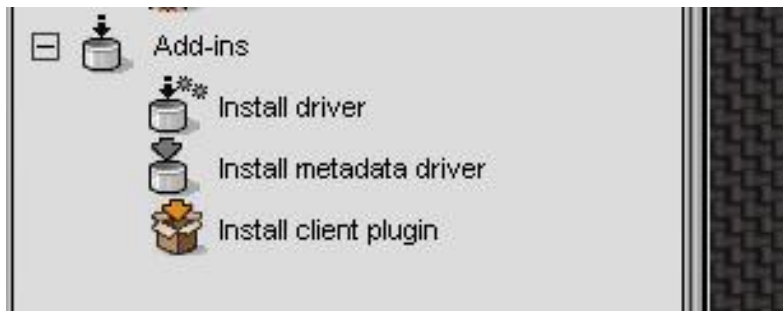 Add-ins
Install driver
Install metadata driver
Install client plugin